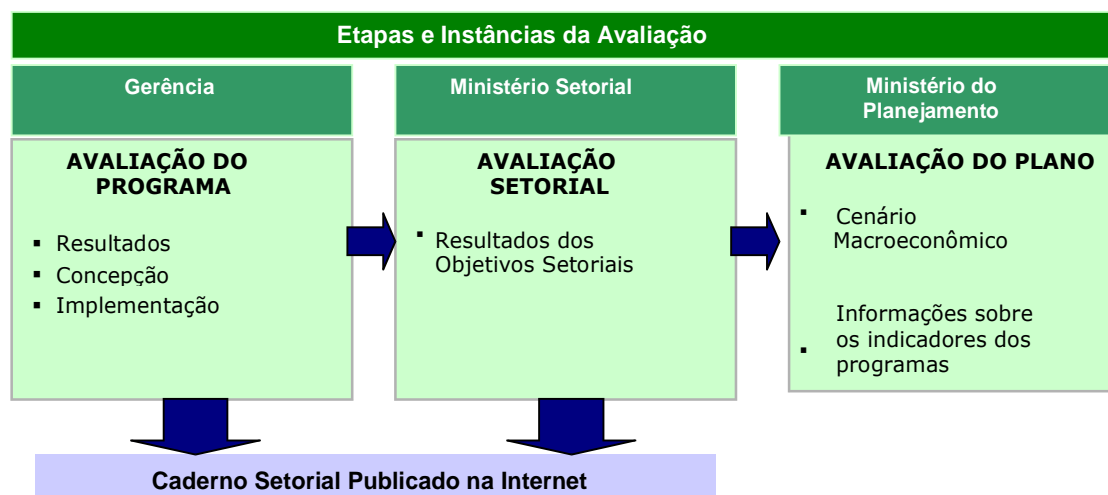 Etapas e Instâncias da Avaliação
Gerência
AVALIAÇÃO DO
PROGRAMA
▪ Resultados
▪ Concepção
▪ Implementação
Ministério Setorial
AVALIAÇÃO
SETORIAL
▪ Resultados dos
Objetivos Setoriais
Ministério do
Planejamento
AVALIAÇÃO DO PLANO
▪ Cenário
Macroeconômico
Informações sobre
▪ os indicadores dos
programas
Caderno Setorial Publicado na Internet